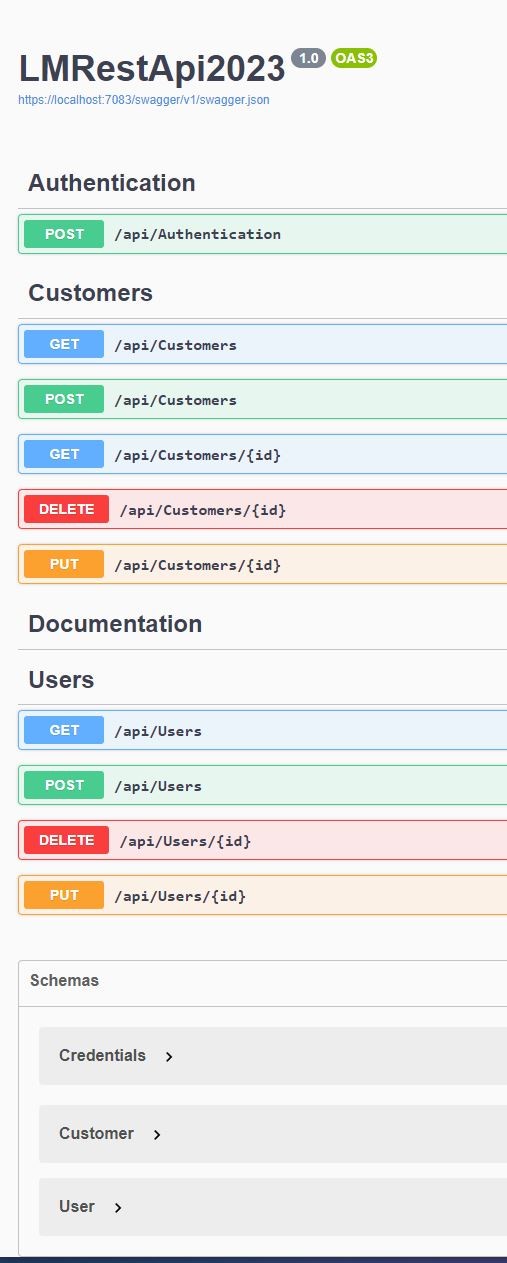 LMRestApi2023 1.0 OAS3
https://localhost:7083/swagger/v1/swagger.json
Authentication
POST /api/Authentication
Customers
GET /api/Customers
POST /api/Customers
GET /api/Customers/{id}
DELETE /api/Customers/{id}
PUT /api/Customers/{id}
Documentation
Users
GET /api/Users
POST /api/Users
DELETE /api/Users/{id}
PUT /api/Users/{id}
Schemas
Credentials
Customer
User